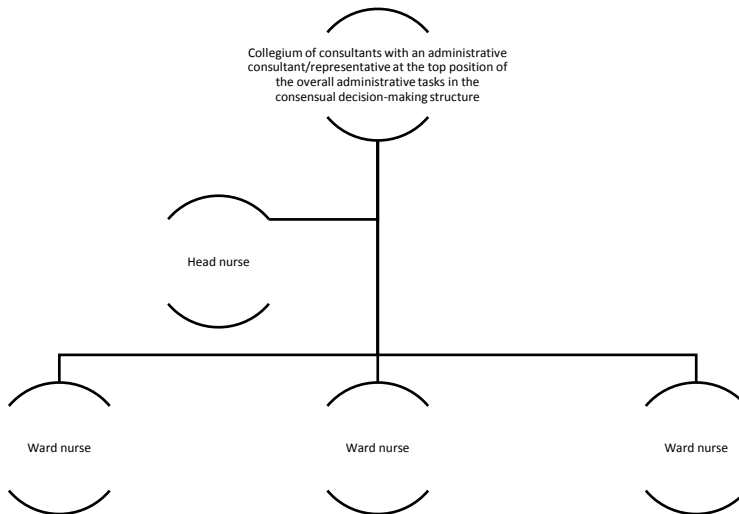 Collegium of consultants with an administrative
consultant/representative at the top position of
the overall administrative tasks in the
consensual decision-making structure
Head nurse
Ward nurse
Ward nurse
Ward nurse